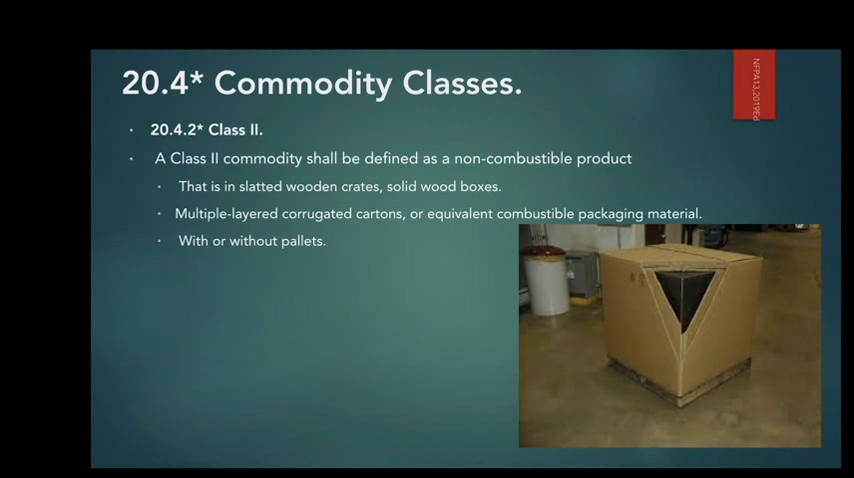 20.4* Commodity Classes.
NFPA13,2019Ed
20.4.2* Class II.
A Class II commodity shall be defined as a non-combustible product
That is in slatted wooden crates, solid wood boxes.
Multiple-layered corrugated cartons, or equivalent combustible packaging material.
With or without pallets.